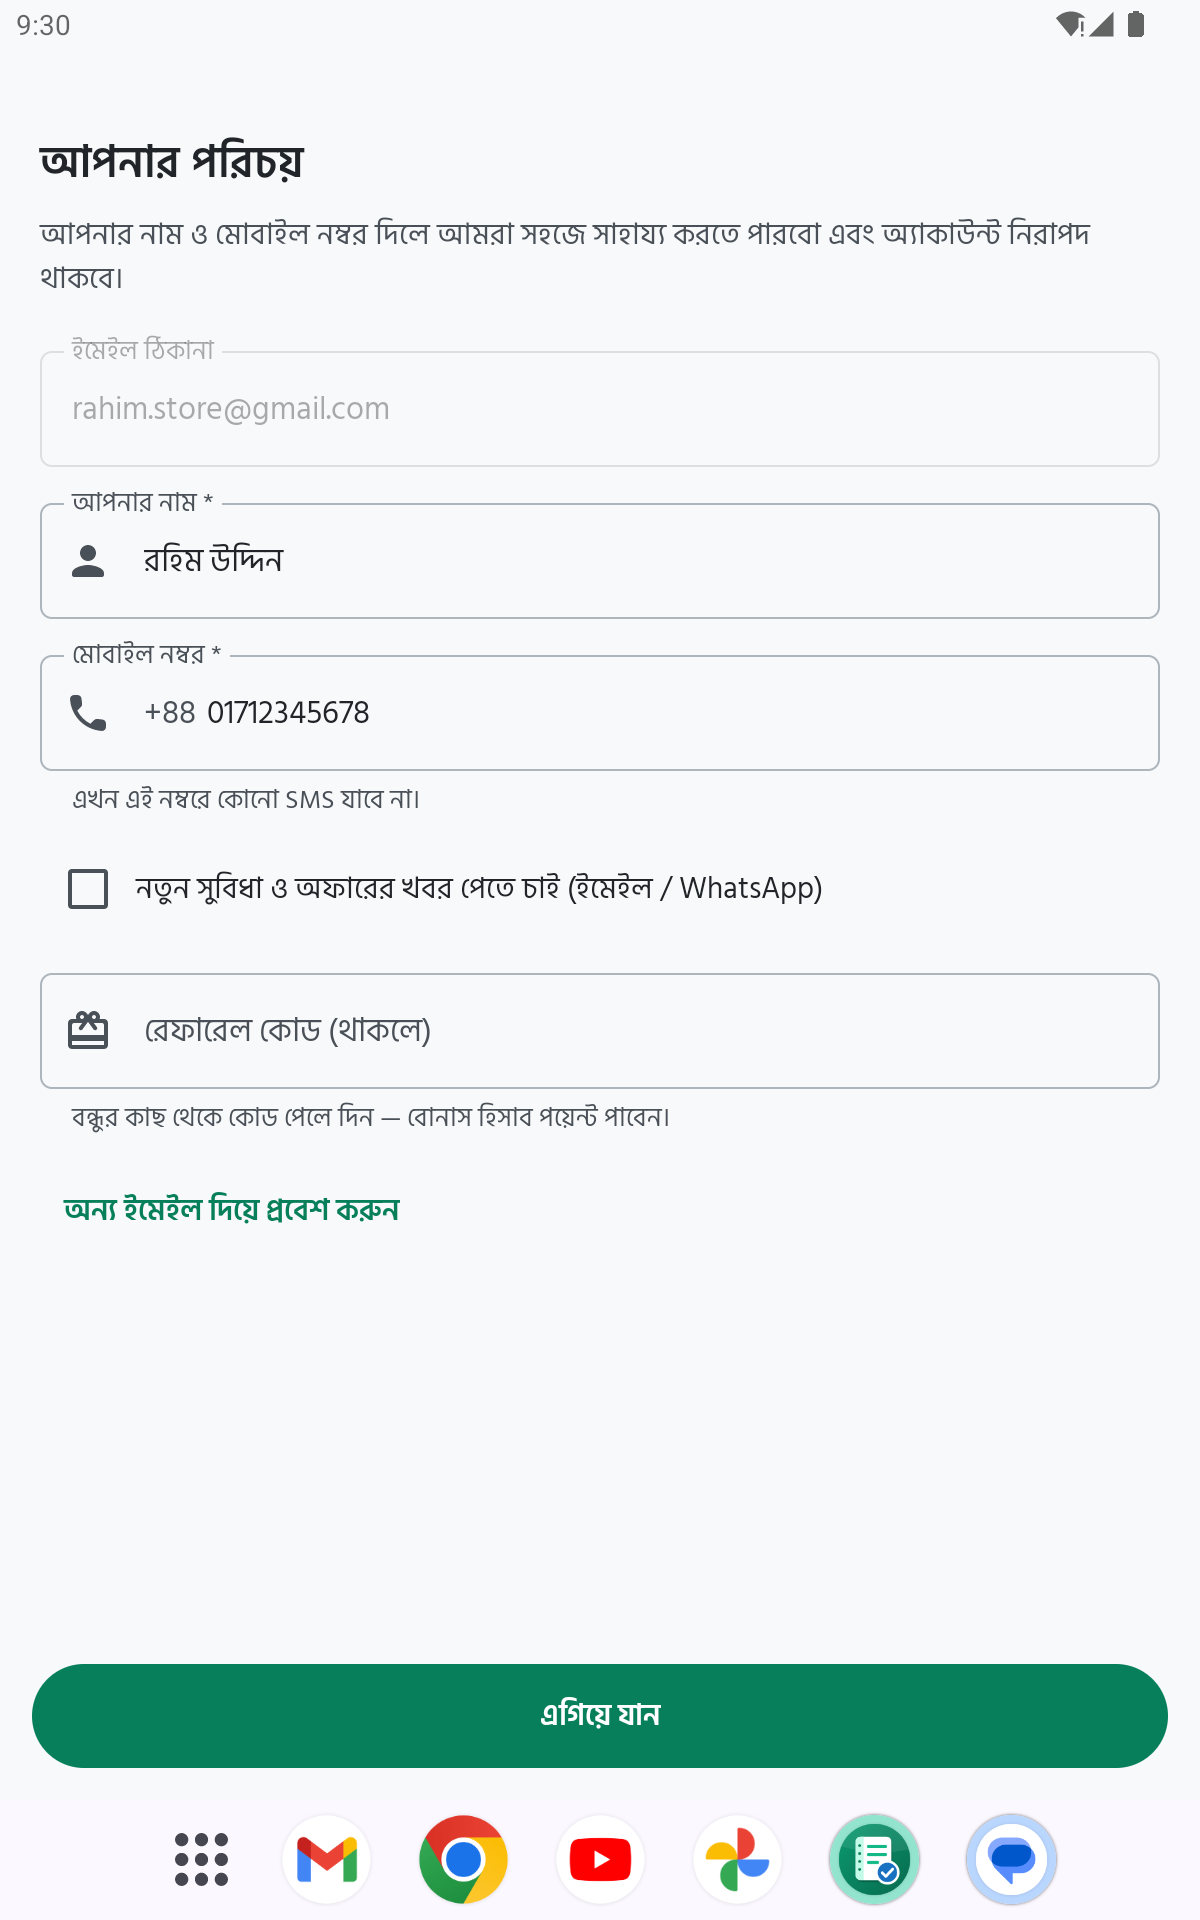 9:30
আপনার পরিচয়
আপনার নাম ও মোবাইল নম্বর দিলে আমরা সহজে সাহায্য করতে পারবো এবং অ্যাকাউন্ট নিরাপদ
থাকবে।
ইমেইল ঠিকানা
rahim.store@gmail.com
আপনার নাম *
রহিম উদ্দিন
মোবাইল নম্বর *
+88 01712345678
এখন এই নম্বরে কোনো SMS যাবে না।
নতুন সুবিধা ও অফারের খবর পেতে চাই (ইমেইল / WhatsApp)
রেফারেল কোড (থাকলে)
বন্ধুর কাছ থেকে কোড পেলে দিন — বোনাস হিসাব পয়েন্ট পাবেন।
অন্য ইমেইল দিয়ে প্রবেশ করুন
এগিয়ে যান